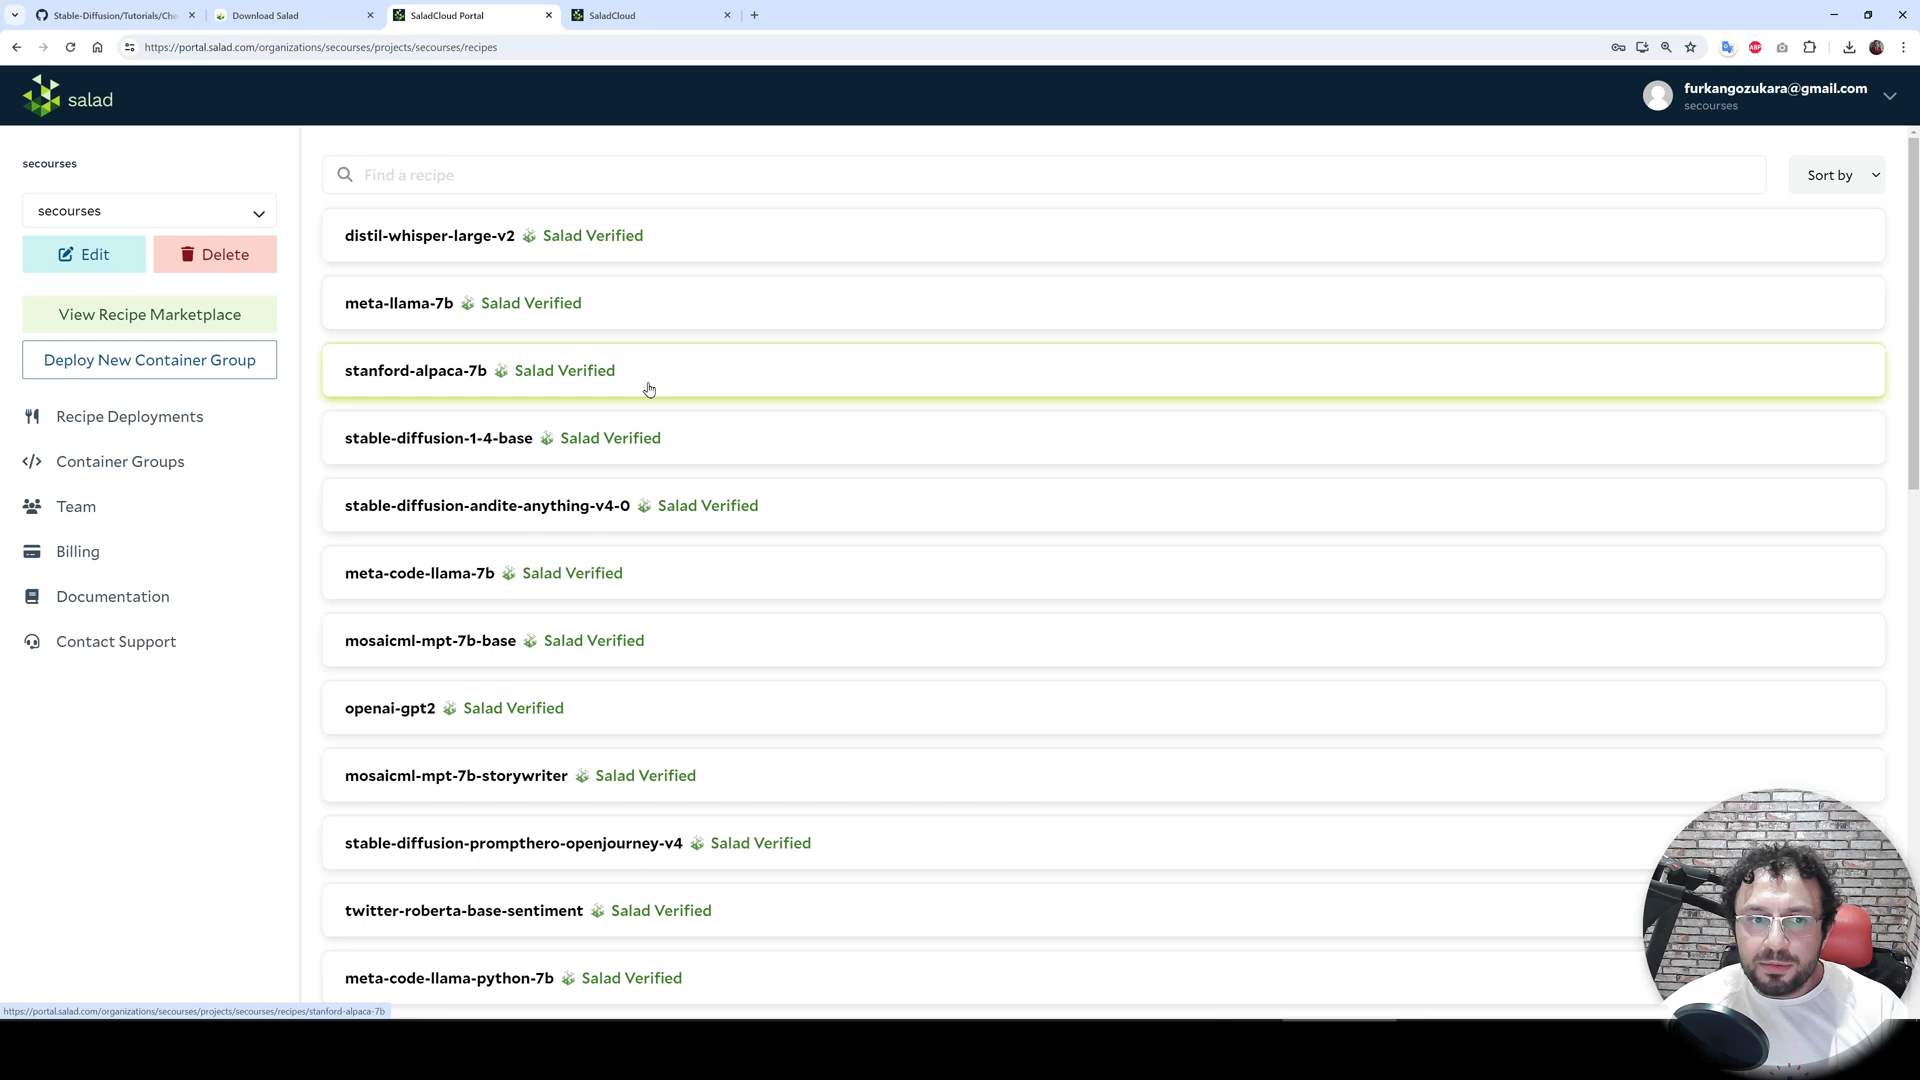 Stable-Diffusion/Tutorials/Che
Download Salad
SaladCloud Portal
SaladCloud
https://portal.salad.com/organizations/secourses/projects/secourses/recipes
ABP
salad
furkangozukara@gmail.com
secourses
secourses
secourses
Edit
Delete
View Recipe Marketplace
Deploy New Container Group
Recipe Deployments
Container Groups
Team
Billing
Documentation
Contact Support
Find a recipe
Sort by
distil-whisper-large-v2 Salad Verified
meta-llama-7b Salad Verified
stanford-alpaca-7b Salad Verified
stable-diffusion-1-4-base Salad Verified
stable-diffusion-andite-anything-v4-0 Salad Verified
meta-code-llama-7b Salad Verified
mosaicml-mpt-7b-base Salad Verified
openai-gpt2 Salad Verified
mosaicml-mpt-7b-storywriter Salad Verified
stable-diffusion-prompthero-openjourney-v4 Salad Verified
twitter-roberta-base-sentiment Salad Verified
meta-code-llama-python-7b Salad Verified
https://portal.salad.com/organizations/secourses/projects/secourses/recipes/stanford-alpaca-7b